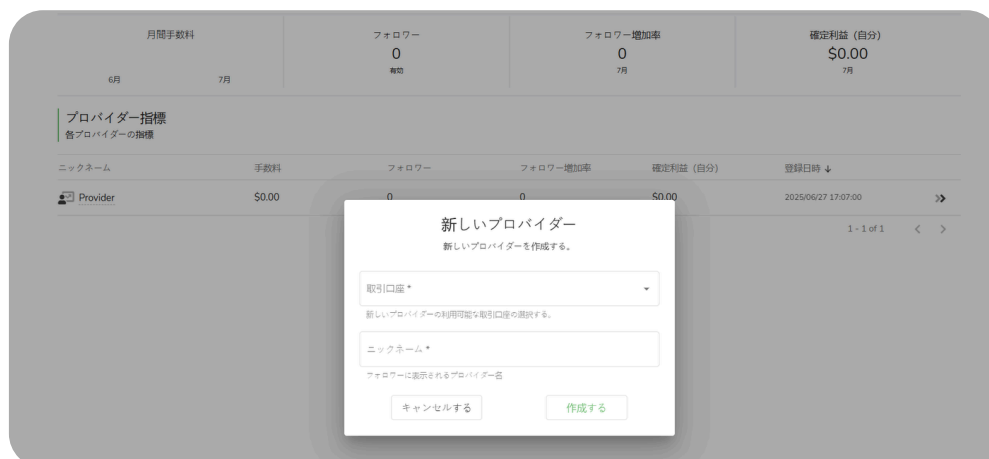 月間手数料 フォロワー フォロワー増加率 確定利益（自分）
0 0 $0.00
有効 7月 7月
6月 7月
プロバイダー指標
各プロバイダーの指標
ニックネーム 手数料 フォロワー フォロワー増加率 確定利益（自分） 登録日時 ↓
Provider $0.00 0 0 $0.00 2025/06/27 17:07:00
1 - 1 of 1
新しいプロバイダー
新しいプロバイダーを作成する。
取引口座 *
新しいプロバイダーの利用可能な取引口座の選択する。
ニックネーム *
フォロワーに表示されるプロバイダー名
キャンセルする 作成する